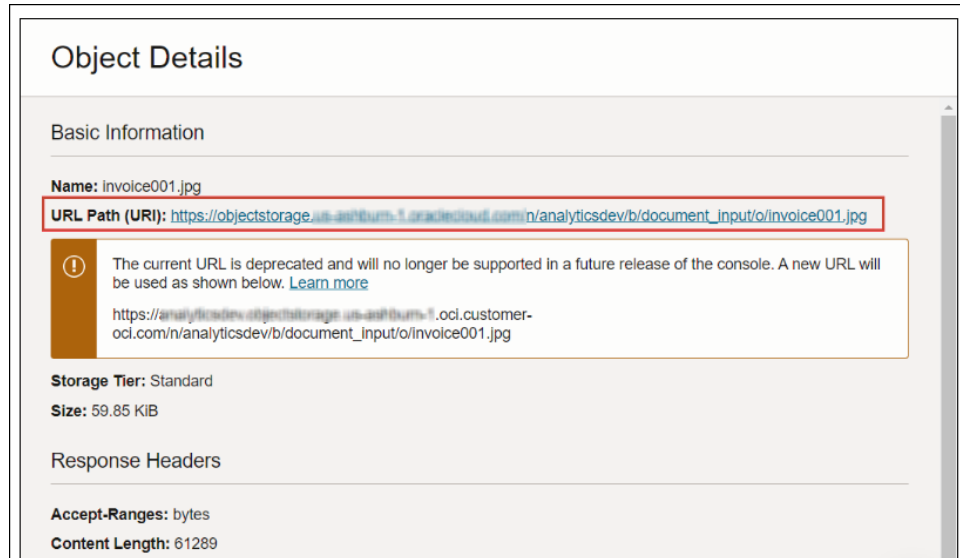 Object Details
Basic Information
Name: invoice001.jpg
URL Path (URI): https://objectstorage.n/analyticsdev/b/document_input/o/invoice001.jpg
The current URL is deprecated and will no longer be supported in a future release of the console. A new URL will
be used as shown below. Learn more
https://.oci.customer-
oci.com/n/analyticsdev/b/document_input/o/invoice001.jpg
Storage Tier: Standard
Size: 59.85 KiB
Response Headers
Accept-Ranges: bytes
Content Length: 61289